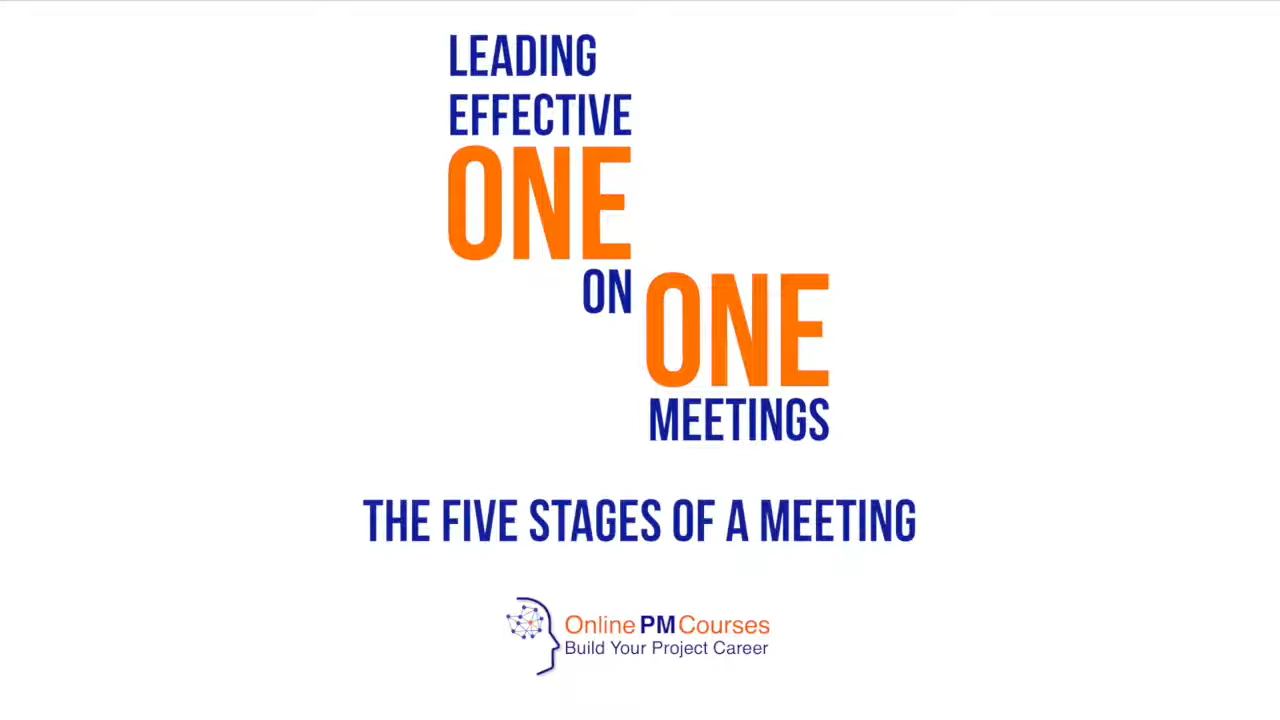 LEADING
EFFECTIVE
ONE
ON
ONE
MEETINGS
THE FIVE STAGES OF A MEETING
Online PM Courses
Build Your Project Career